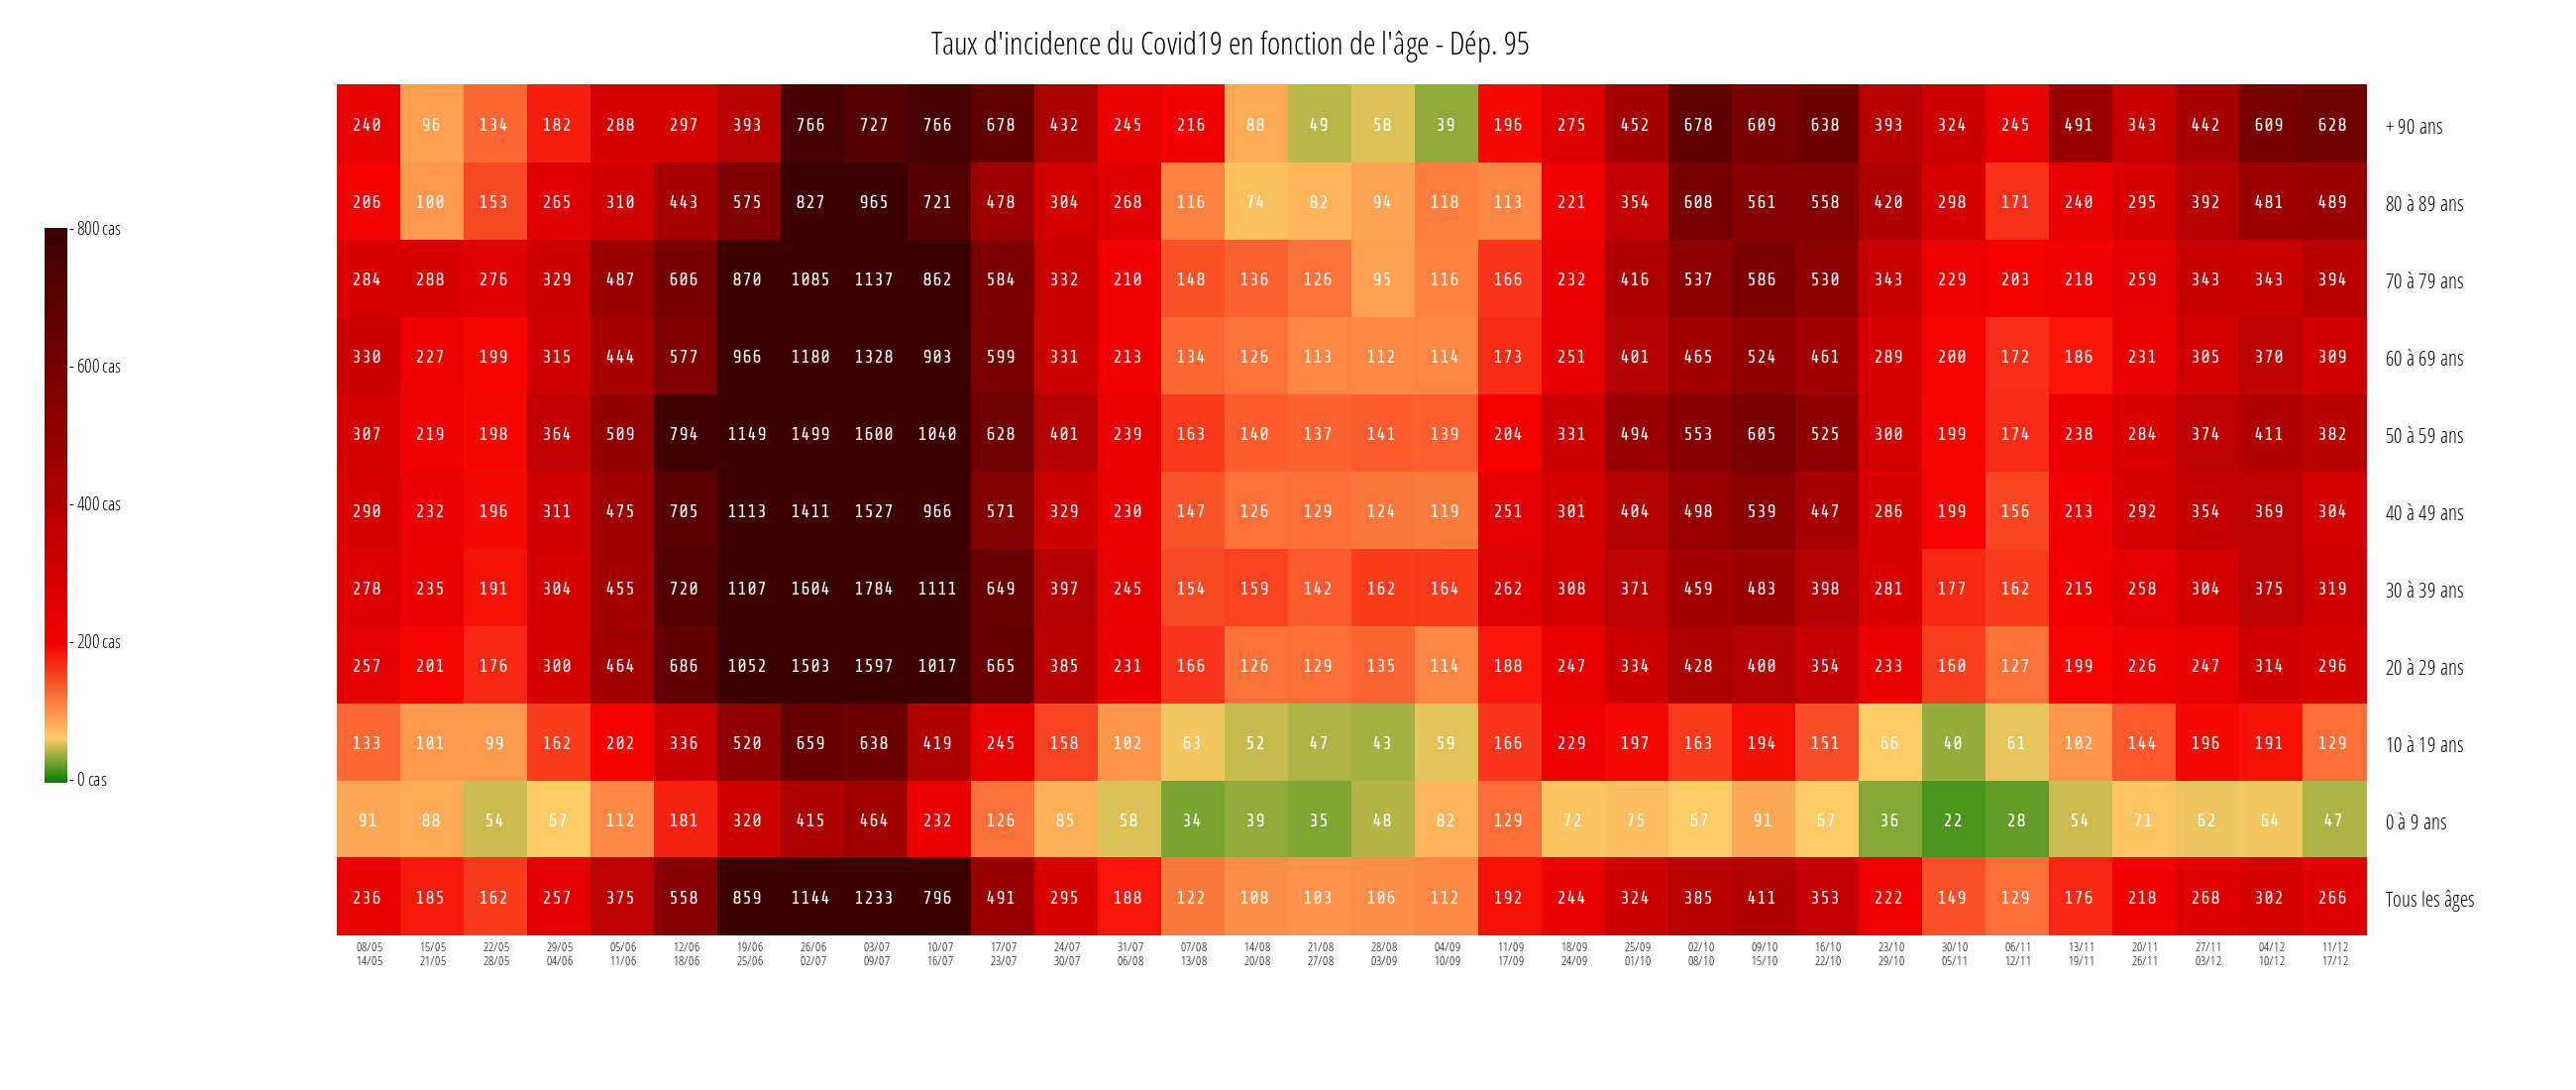 Taux d'incidence du Covid19 en fonction de l'âge - Dép. 95
- 800 cas
- 600 cas
- 400 cas
- 200 cas
- 0 cas
240 96 134 182 288 297 393 766 727 766 678 432 245 216 88 49 58 39 196 275 452 678 609 638 393 324 245 491 343 442 609 628 + 90 ans
206 100 153 265 310 443 575 827 965 721 478 304 268 116 74 82 94 118 113 221 354 608 561 558 420 298 171 240 295 392 481 489 80 à 89 ans
284 288 276 329 487 606 870 1085 1137 862 584 332 210 148 136 126 95 116 166 232 416 537 586 530 343 229 203 218 259 343 343 394 70 à 79 ans
330 227 199 315 444 577 966 1180 1328 903 599 331 213 134 126 113 112 114 173 251 401 465 524 461 289 200 172 186 231 305 370 309 60 à 69 ans
307 219 198 364 509 794 1149 1499 1600 1040 628 401 239 163 140 137 141 139 204 331 494 553 605 525 300 199 174 238 284 374 411 382 50 à 59 ans
290 232 196 311 475 705 1113 1411 1527 966 571 329 230 147 126 129 124 119 251 301 404 498 539 447 286 199 156 213 292 354 369 304 40 à 49 ans
278 235 191 304 455 720 1107 1604 1784 1111 649 397 245 154 159 142 162 164 262 308 371 459 483 398 281 177 162 215 258 304 375 319 30 à 39 ans
257 201 176 300 464 686 1052 1503 1597 1017 665 385 231 166 126 129 135 114 188 247 334 428 400 354 233 160 127 199 226 247 314 296 20 à 29 ans
133 101 99 162 202 336 520 659 638 419 245 158 102 63 52 47 43 59 166 229 197 163 194 151 66 40 61 102 144 196 191 129 10 à 19 ans
91 88 54 67 112 181 320 415 464 232 126 85 58 34 39 35 48 82 129 72 75 67 91 67 36 22 28 54 71 62 64 47 0 à 9 ans
236 185 162 257 375 558 859 1144 1233 796 491 295 188 122 108 103 106 112 192 244 324 385 411 353 222 149 129 176 218 268 302 266 Tous les âges
08/05 15/05 22/05 29/05 05/06 12/06 19/06 26/06 03/07 10/07 17/07 24/07 31/07 07/08 14/08 21/08 28/08 04/09 11/09 18/09 25/09 02/10 09/10 16/10 23/10 30/10 06/11 13/11 20/11 27/11 04/12 11/12
14/05 21/05 28/05 04/06 11/06 18/06 25/06 02/07 09/07 16/07 23/07 30/07 06/08 13/08 20/08 27/08 03/09 10/09 17/09 24/09 01/10 08/10 15/10 22/10 29/10 05/11 12/11 19/11 26/11 03/12 10/12 17/12